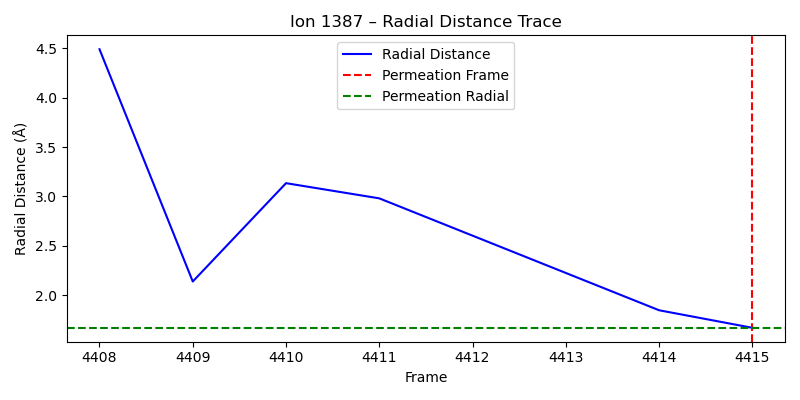 Ion 1387 – Radial Distance Trace
Radial Distance
Permeation Frame
Permeation Radial
Radial Distance (Å)
4.5
4.0
3.5
3.0
2.5
2.0
4408 4409 4410 4411 4412 4413 4414 4415
Frame